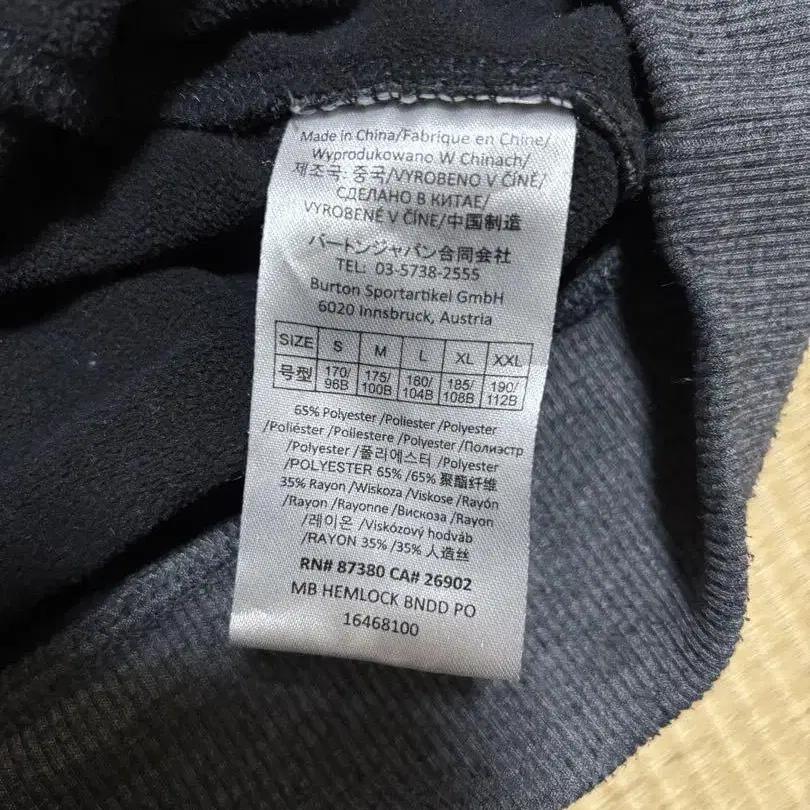 Made in China/Fabrique en Chine/
Wyprodukowano W Chinach/
제조국: 중국/VYROBENO V ČÍNĚ/
СДЕЛАНО В КИТАЕ/
VYROBENÉ V ČÍNE/中国制造
バートンジャパン合同会社
TEL: 03-5738-2555
Burton Sportartikel GmbH
6020 Innsbruck, Austria
SIZE S M L XL XXL
号型 170/96B 175/100B 180/104B 185/108B 190/112B
65% Polyester /Poliester /Polyester
/Poliéster /Poliestere /Polyester /Полиэстр
/Polyester /폴리에스터 /Polyester
/POLYESTER 65% /65% 聚酯纤维
35% Rayon /Wiskoza /Viskose /Rayón
/Rayon /Rayonne /Вискоза /Rayon
/레이온 /Viskózový hodváb
/RAYON 35% /35% 人造丝
RN# 87380 CA# 26902
MB HEMLOCK BNDD PO
16468100